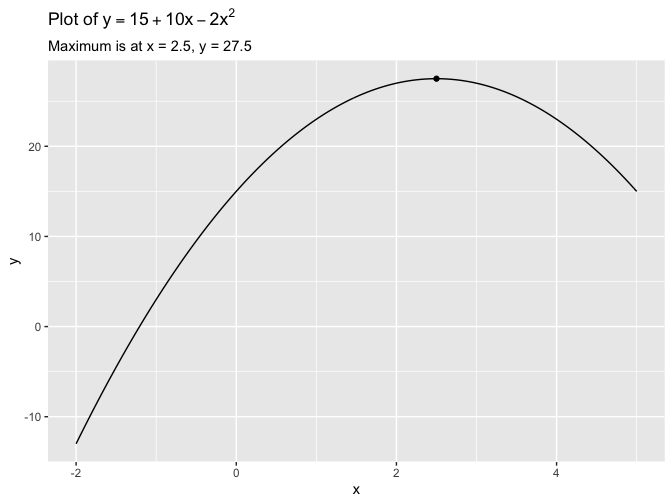 Plot of y = 15 + 10x − 2x²
Maximum is at x = 2.5, y = 27.5
20
10
0
-10
y
-2 0 2 4
x